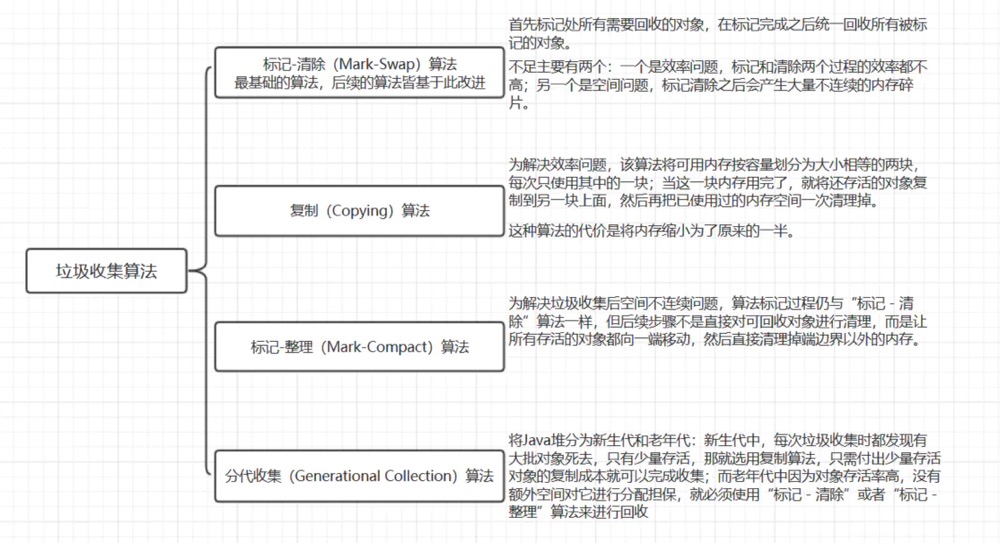 垃圾收集算法
标记-清除（Mark-Swap）算法
最基础的算法，后续的算法皆基于此改进
首先标记处所有需要回收的对象，在标记完成之后统一回收所有被标
记的对象。
不足主要有两个：一个是效率问题，标记和清除两个过程的效率都不
高；另一个是空间问题，标记清除之后会产生大量不连续的内存碎
片。
复制（Copying）算法
为解决效率问题，该算法将可用内存按容量划分为大小相等的两块，
每次只使用其中的一块；当这一块内存用完了，就将还存活的对象复
制到另一块上面，然后再把已使用过的内存空间一次清理掉。
这种算法的代价是将内存缩小为了原来的一半。
标记-整理（Mark-Compact）算法
为解决垃圾收集后空间不连续问题，算法标记过程仍与“标记 - 清
除”算法一样，但后续步骤不是直接对可回收对象进行清理，而是让
所有存活的对象都向一端移动，然后直接清理掉端边界以外的内存。
分代收集（Generational Collection）算法
将Java堆分为新生代和老年代：新生代中，每次垃圾收集时都发现有
大批对象死去，只有少量存活，那就选用复制算法，只需付出少量存活
对象的复制成本就可以完成收集；而老年代中因为对象存活率高，没有
额外空间对它进行分配担保，就必须使用“标记 - 清除”或者“标记 -
整理”算法来进行回收